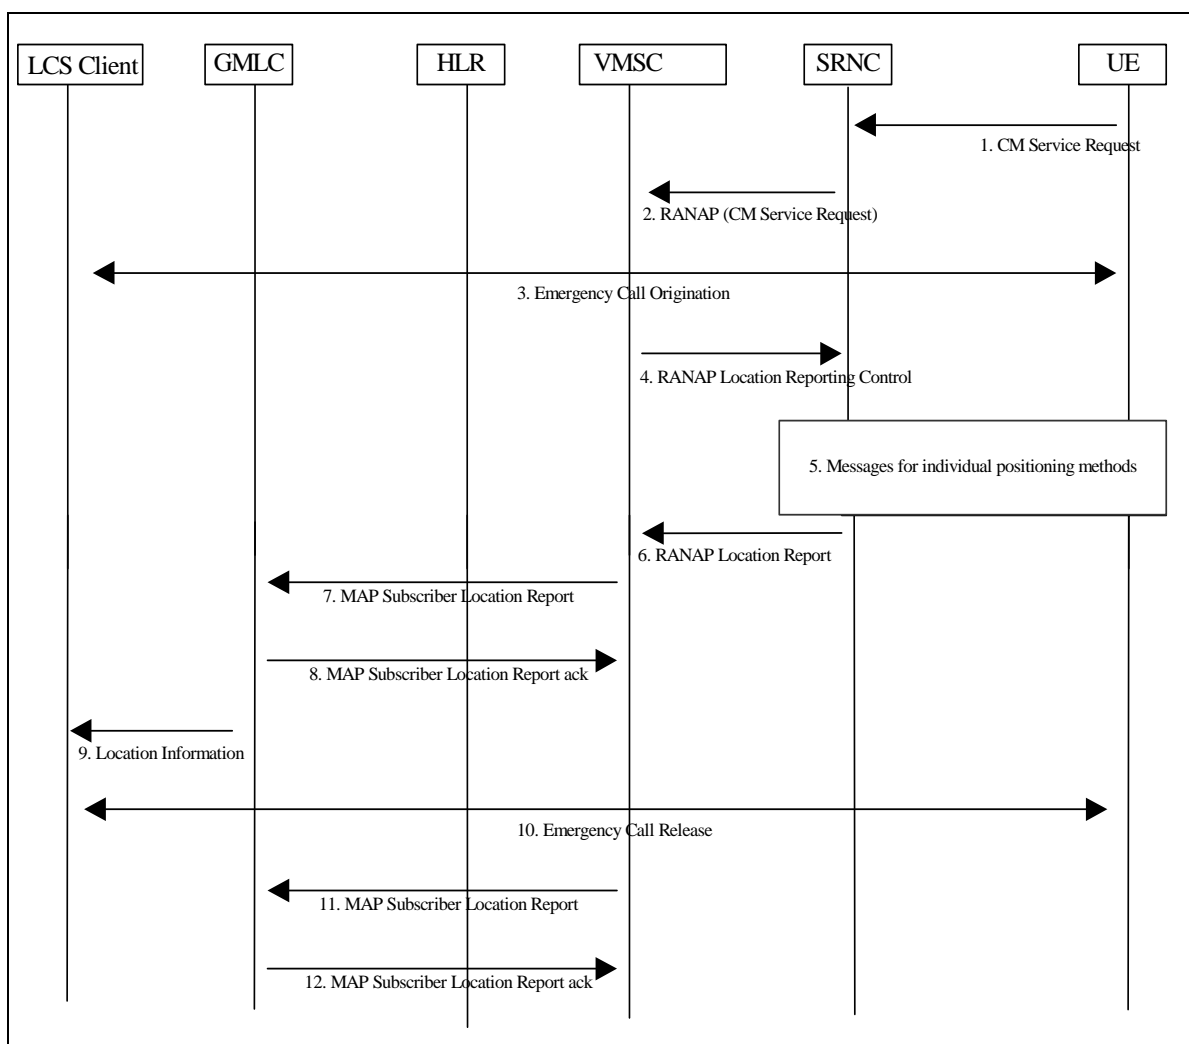 LCS Client
GMLC
HLR
VMSC
SRNC
UE
1. CM Service Request
2. RANAP (CM Service Request)
3. Emergency Call Origination
4. RANAP Location Reporting Control
5. Messages for individual positioning methods
6. RANAP Location Report
7. MAP Subscriber Location Report
8. MAP Subscriber Location Report ack
9. Location Information
10. Emergency Call Release
11. MAP Subscriber Location Report
12. MAP Subscriber Location Report ack